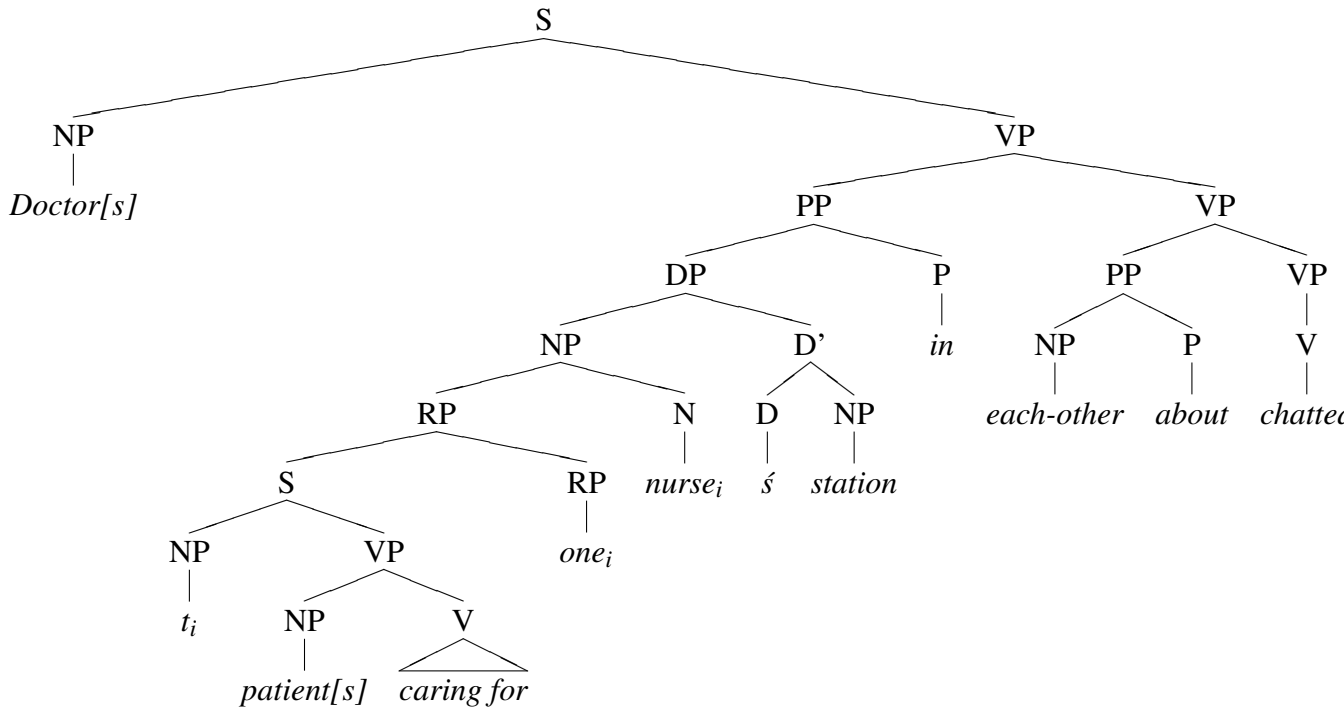 S
NP VP
Doctor[s] PP VP
DP P PP VP
NP D’ in NP P V
RP N D NP each-other about chatted
S RP nurse_i ś station
NP VP one_i
t_i NP V
patient[s] caring for